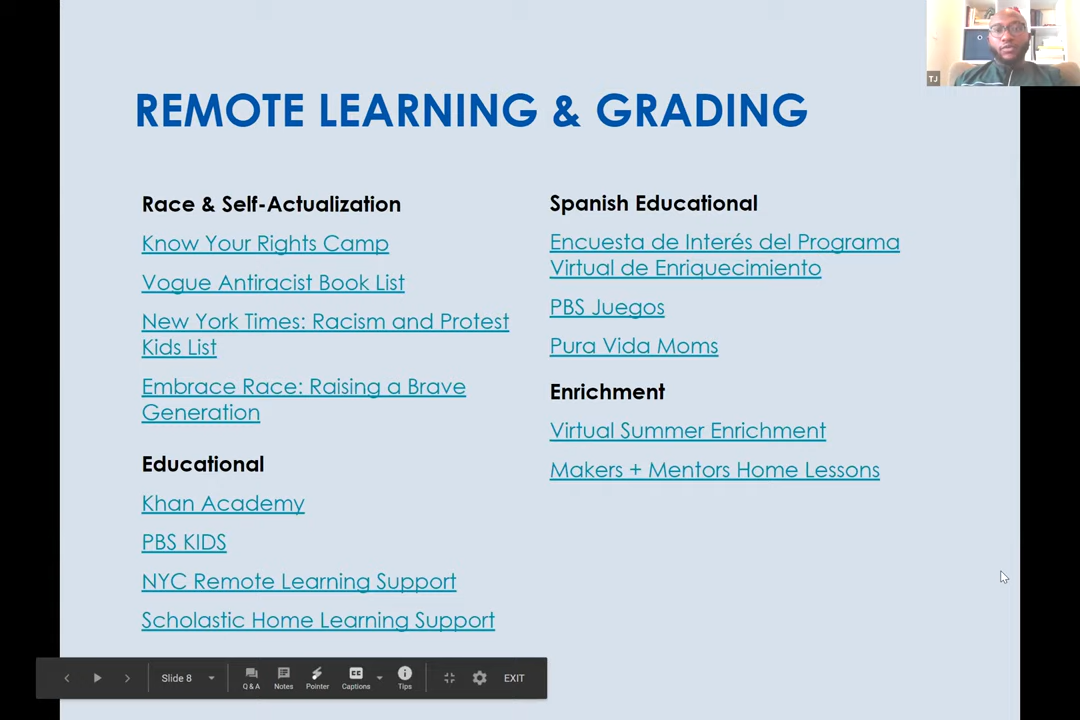 REMOTE LEARNING & GRADING
Race & Self-Actualization
Know Your Rights Camp
Vogue Antiracist Book List
New York Times: Racism and Protest
Kids List
Embrace Race: Raising a Brave
Generation
Educational
Khan Academy
PBS KIDS
NYC Remote Learning Support
Scholastic Home Learning Support
Spanish Educational
Encuesta de Interés del Programa
Virtual de Enriquecimiento
PBS Juegos
Pura Vida Moms
Enrichment
Virtual Summer Enrichment
Makers + Mentors Home Lessons
TJ
Slide 8
Q & A
Notes
Pointer
CC
Captions
Tips
EXIT